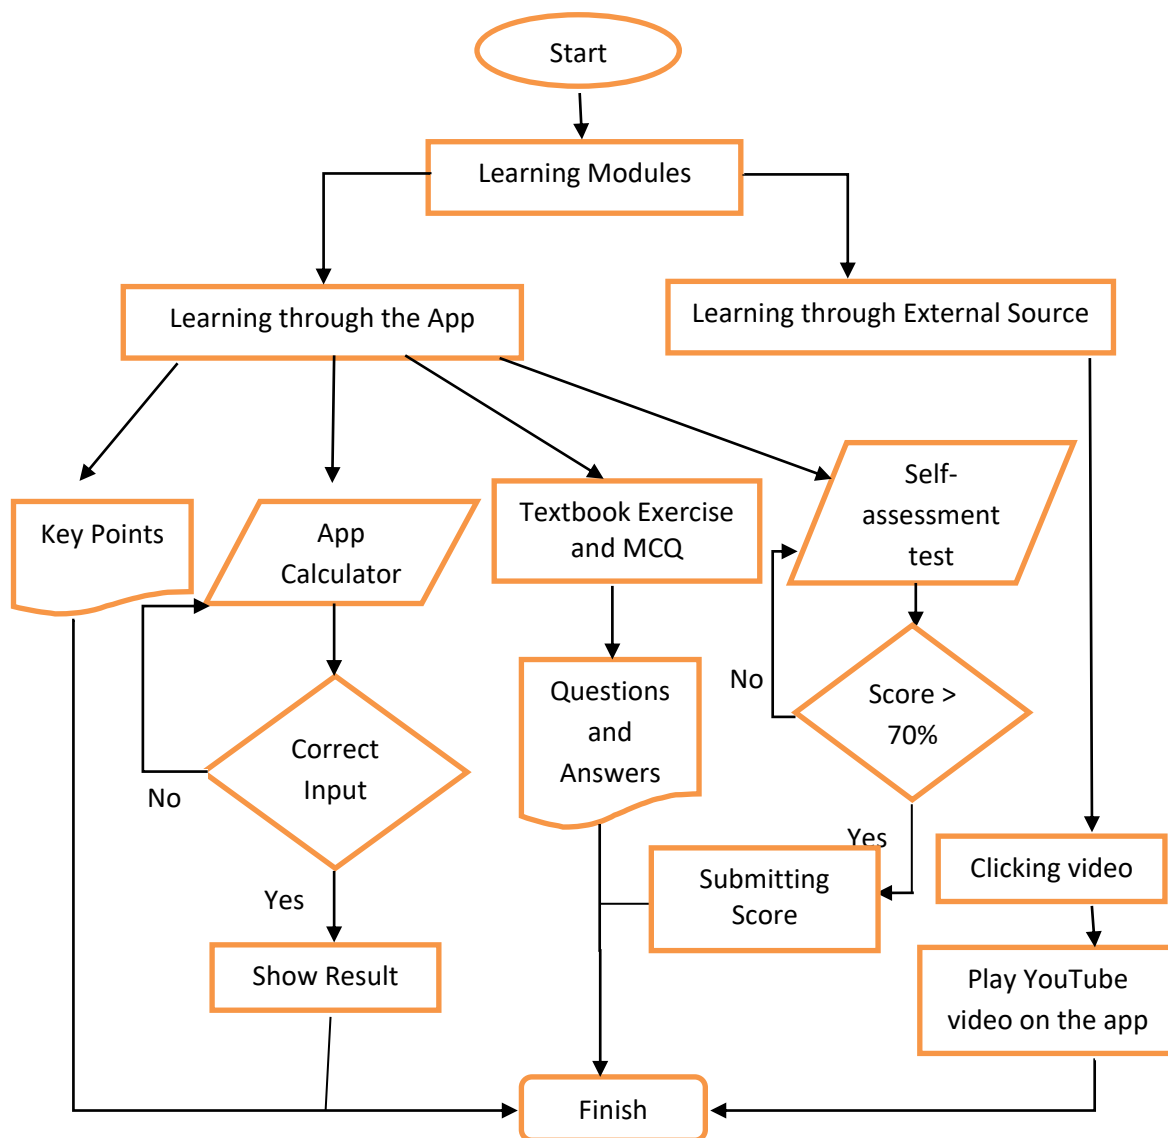 Start
Learning Modules
Learning through the App
Learning through External Source
Key Points
App
Calculator
Textbook Exercise
and MCQ
Self-
assessment
test
No
Correct
Input
Yes
Show Result
Questions
and
Answers
No
Score >
70%
Yes
Submitting
Score
Clicking video
Play YouTube
video on the app
Finish